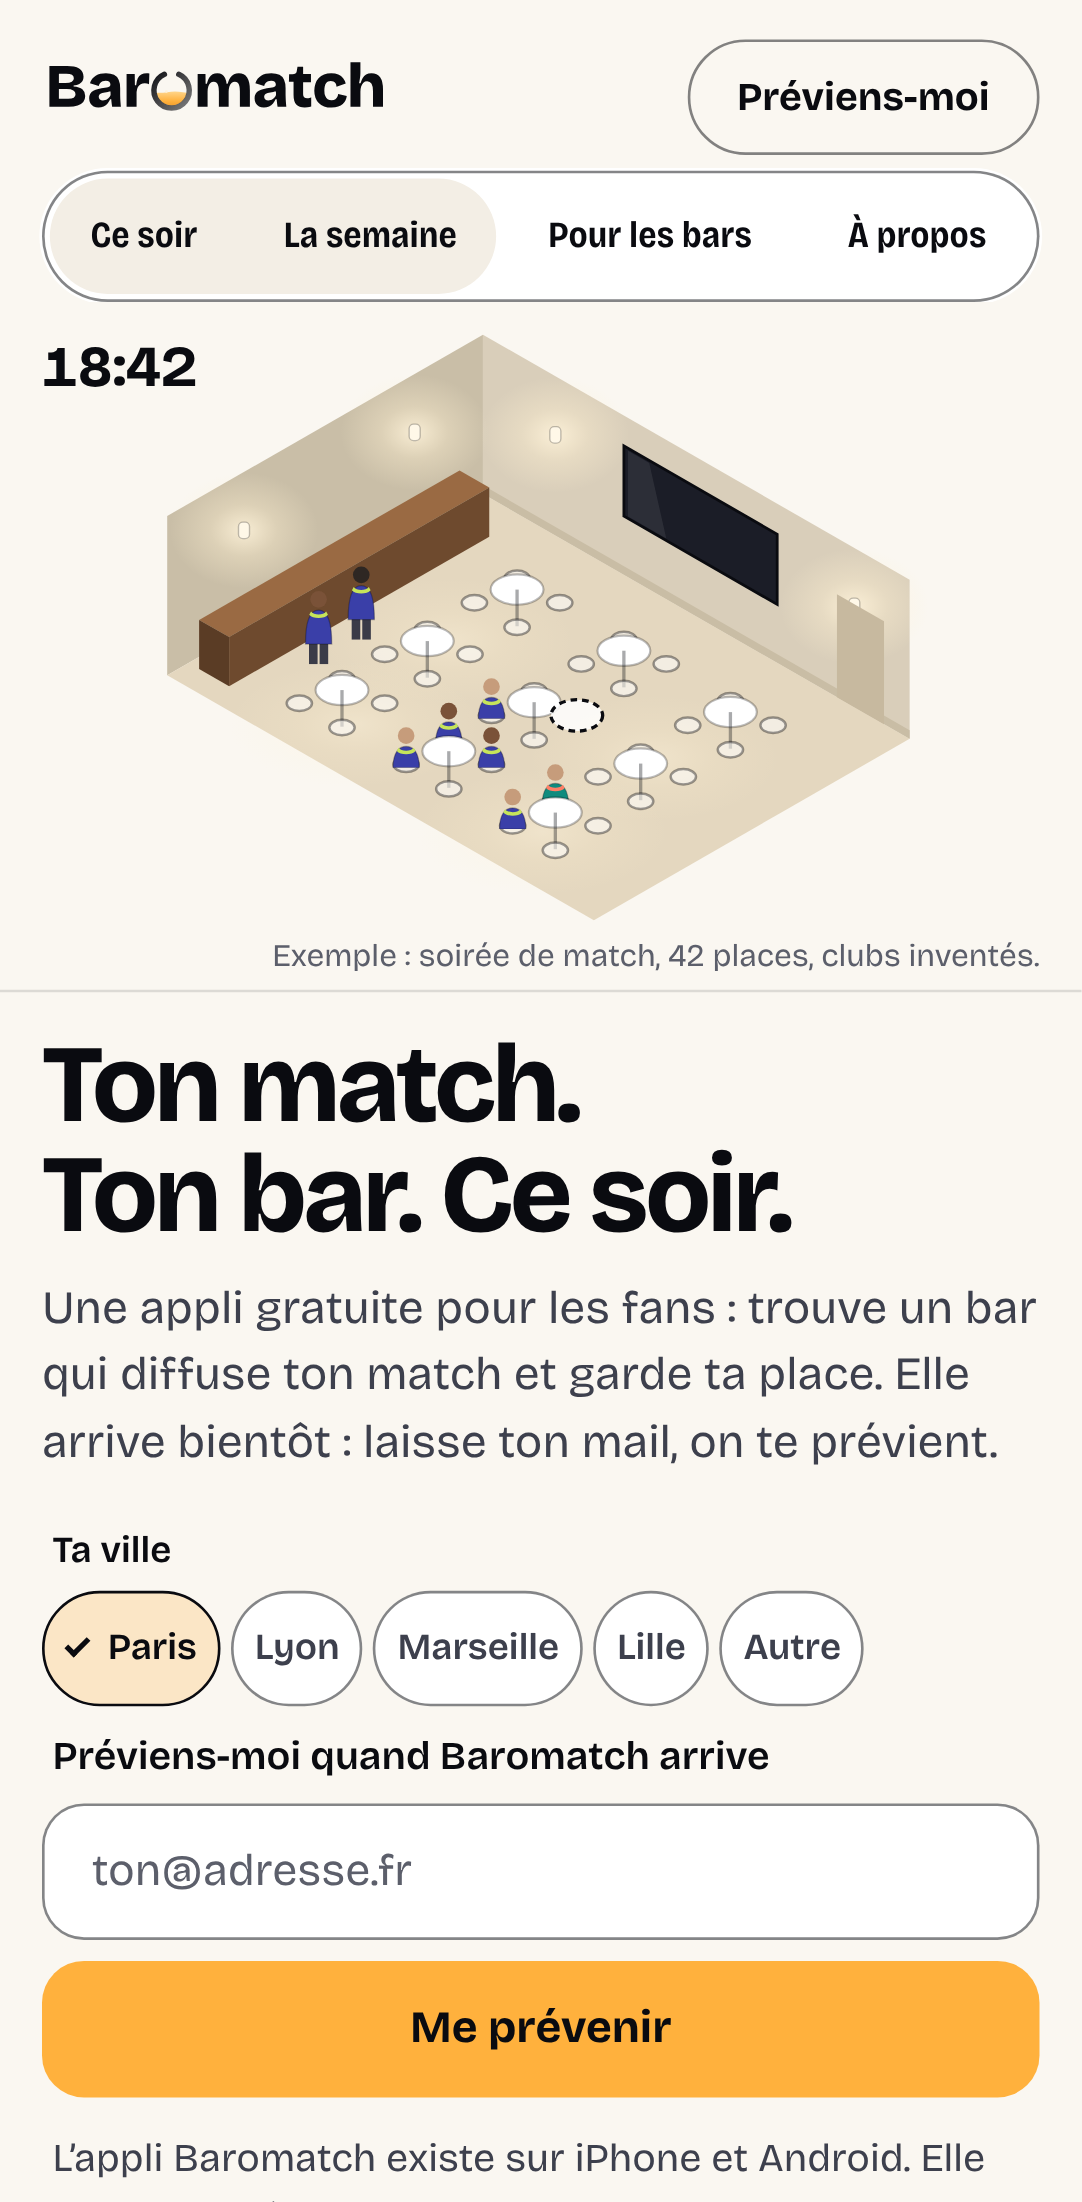 Baromatch
Préviens-moi
Ce soir La semaine Pour les bars À propos
18:42
Exemple : soirée de match, 42 places, clubs inventés.
Ton match.
Ton bar. Ce soir.
Une appli gratuite pour les fans : trouve un bar
qui diffuse ton match et garde ta place. Elle
arrive bientôt : laisse ton mail, on te prévient.
Ta ville
Paris Lyon Marseille Lille Autre
Préviens-moi quand Baromatch arrive
ton@adresse.fr
Me prévenir
L’appli Baromatch existe sur iPhone et Android. Elle